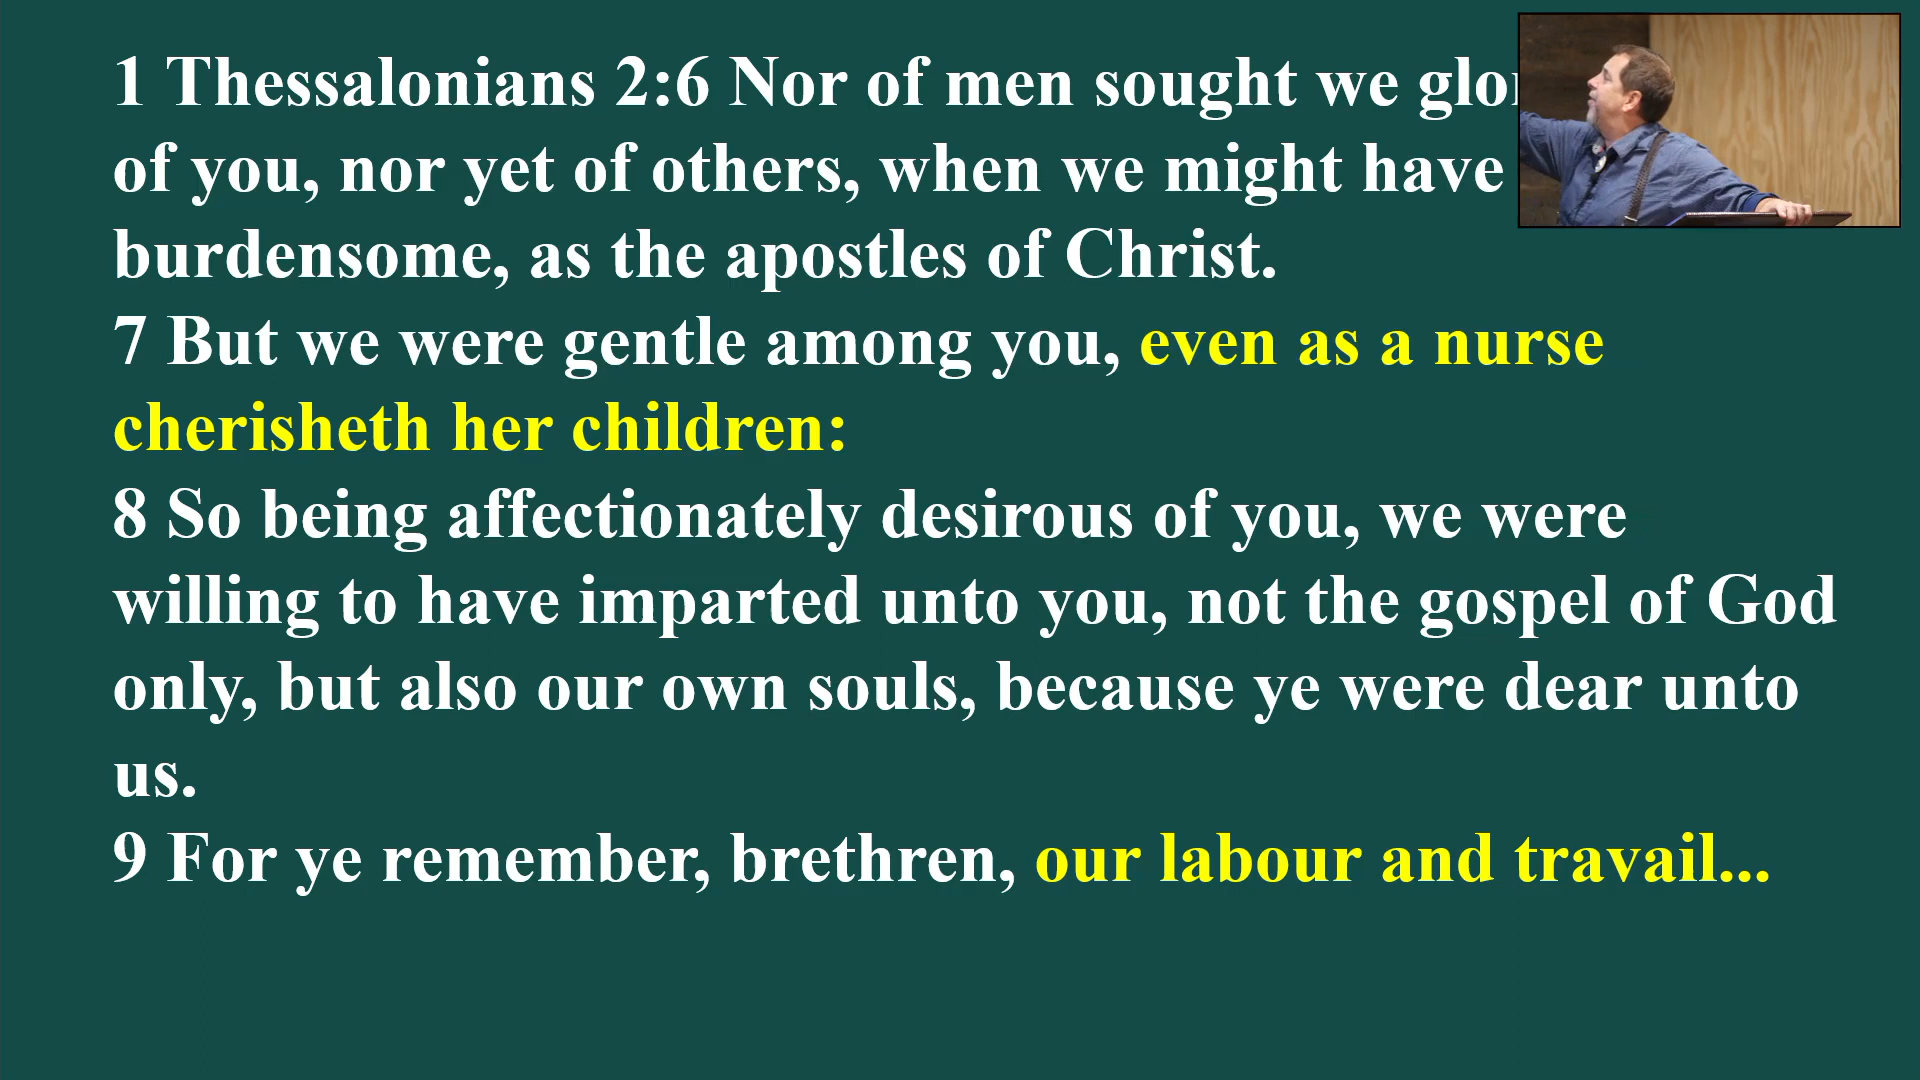 1 Thessalonians 2:6 Nor of men sought we
of you, nor yet of others, when we might have
burdensome, as the apostles of Christ.
7 But we were gentle among you, even as a nurse
cherisheth her children:
8 So being affectionately desirous of you, we were
willing to have imparted unto you, not the gospel of God
only, but also our own souls, because ye were dear unto
us.
9 For ye remember, brethren, our labour and travail...